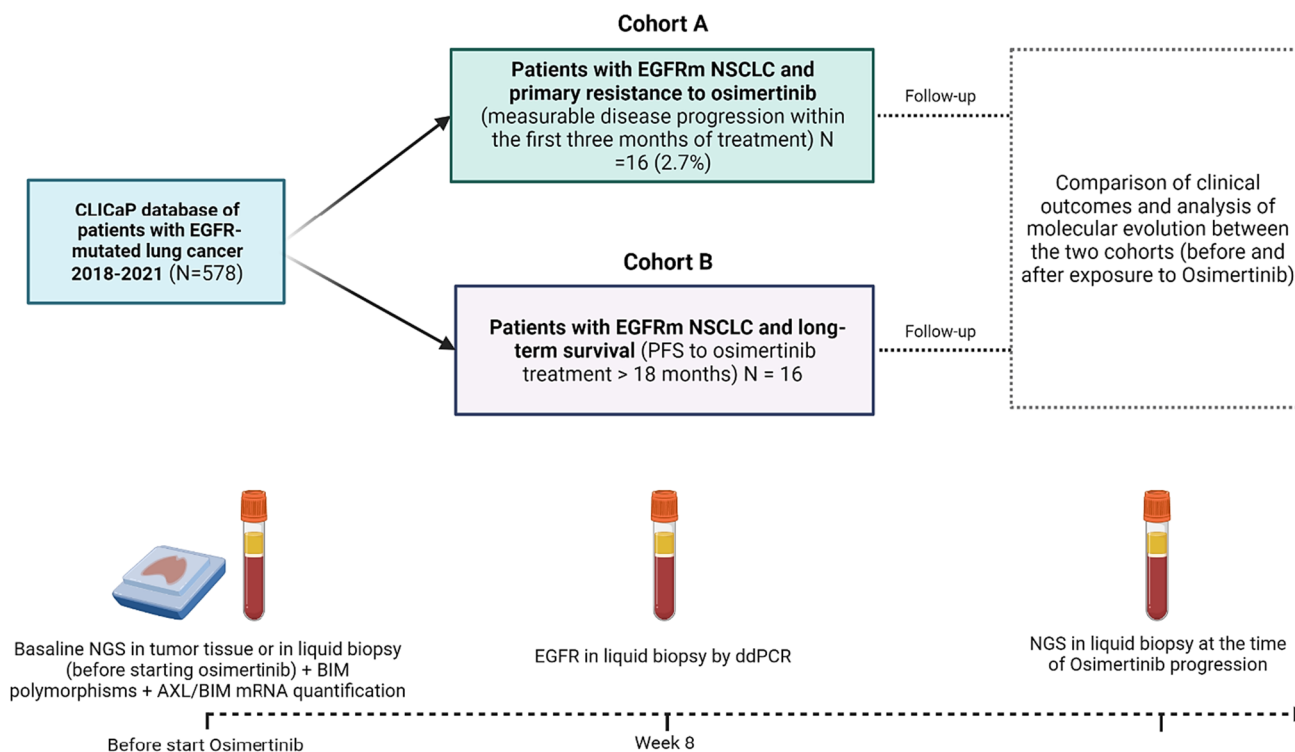 Cohort A
Patients with EGFRm NSCLC and
primary resistance to osimertinib
(measurable disease progression within
the first three months of treatment) N
=16 (2.7%)
Follow-up
CLICaP database of
patients with EGFR-
mutated lung cancer
2018-2021 (N=578)
Comparison of clinical
outcomes and analysis of
molecular evolution between
the two cohorts (before and
after exposure to Osimertinib)
Cohort B
Patients with EGFRm NSCLC and long-
term survival (PFS to osimertinib
treatment > 18 months) N = 16
Follow-up
Baseline NGS in tumor tissue or in liquid biopsy
(before starting osimertinib) + BIM
polymorphisms + AXL/BIM mRNA quantification
EGFR in liquid biopsy by ddPCR
NGS in liquid biopsy at the time
of Osimertinib progression
Before start Osimertinib
Week 8